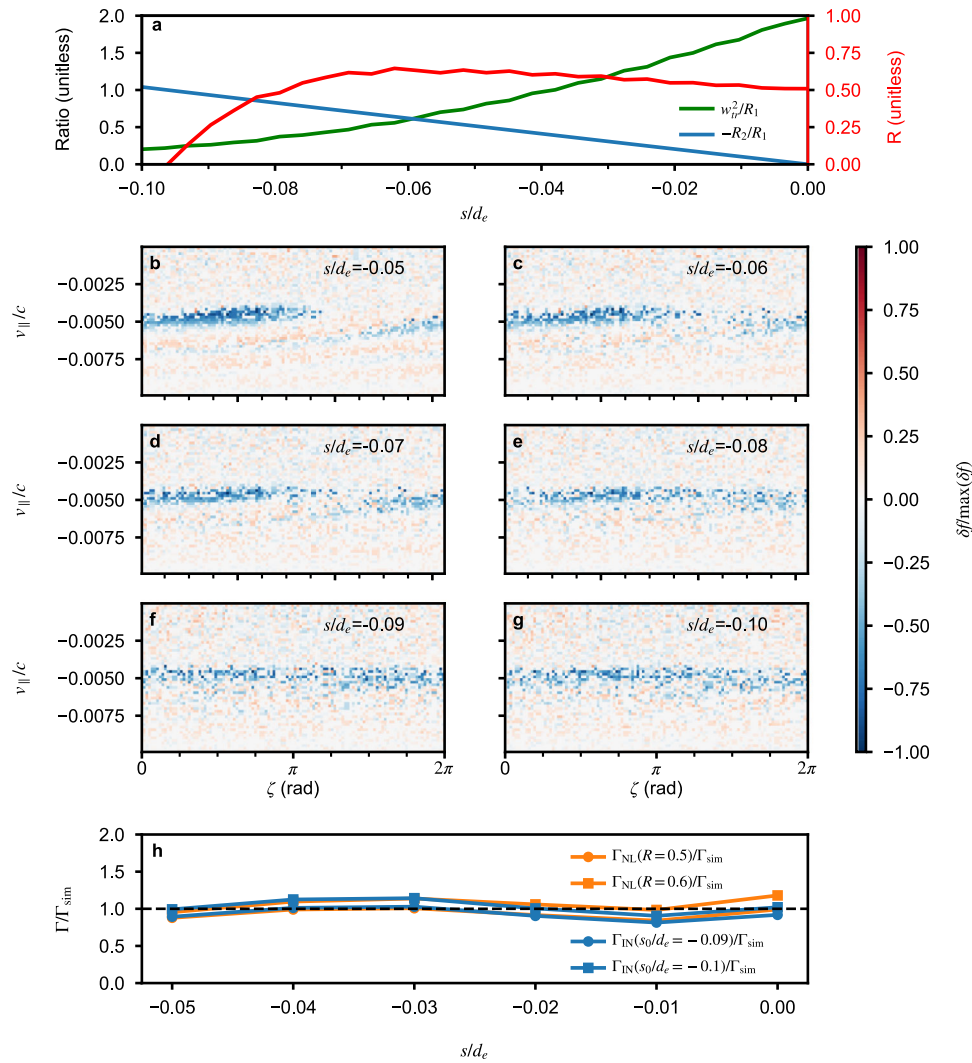 a
Ratio (unitless)
2.0
1.5
1.0
0.5
0.0
1.00
0.75
0.50
0.25
0.00
R (unitless)
w_tr^2/R_1
−R_2/R_1
−0.10
−0.08
−0.06
−0.04
−0.02
0.00
s/d_e
b
s/d_e=-0.05
c
s/d_e=-0.06
v_∥/c
−0.0025
−0.0050
−0.0075
d
s/d_e=-0.07
e
s/d_e=-0.08
v_∥/c
−0.0025
−0.0050
−0.0075
f
s/d_e=-0.09
g
s/d_e=-0.10
v_∥/c
−0.0025
−0.0050
−0.0075
0
π
2π
ζ (rad)
0
π
2π
ζ (rad)
1.00
0.75
0.50
0.25
0.00
−0.25
−0.50
−0.75
−1.00
δf/max(δf)
h
Γ/Γ_sim
2.0
1.5
1.0
0.5
0.0
Γ_NL(R = 0.5)/Γ_sim
Γ_NL(R = 0.6)/Γ_sim
Γ_IN(s_0/d_e = − 0.09)/Γ_sim
Γ_IN(s_0/d_e = − 0.1)/Γ_sim
−0.05
−0.04
−0.03
−0.02
−0.01
0.00
s/d_e